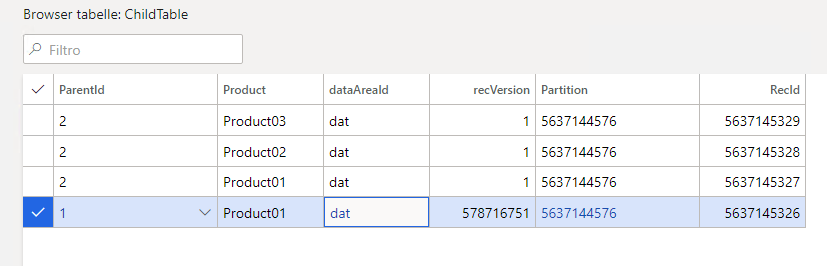 Browser tabelle: ChildTable
Filtro
ParentId Product dataAreaId recVersion Partition RecId
2 Product03 dat 1 5637144576 5637145329
2 Product02 dat 1 5637144576 5637145328
2 Product01 dat 1 5637144576 5637145327
1 Product01 dat 578716751 5637144576 5637145326